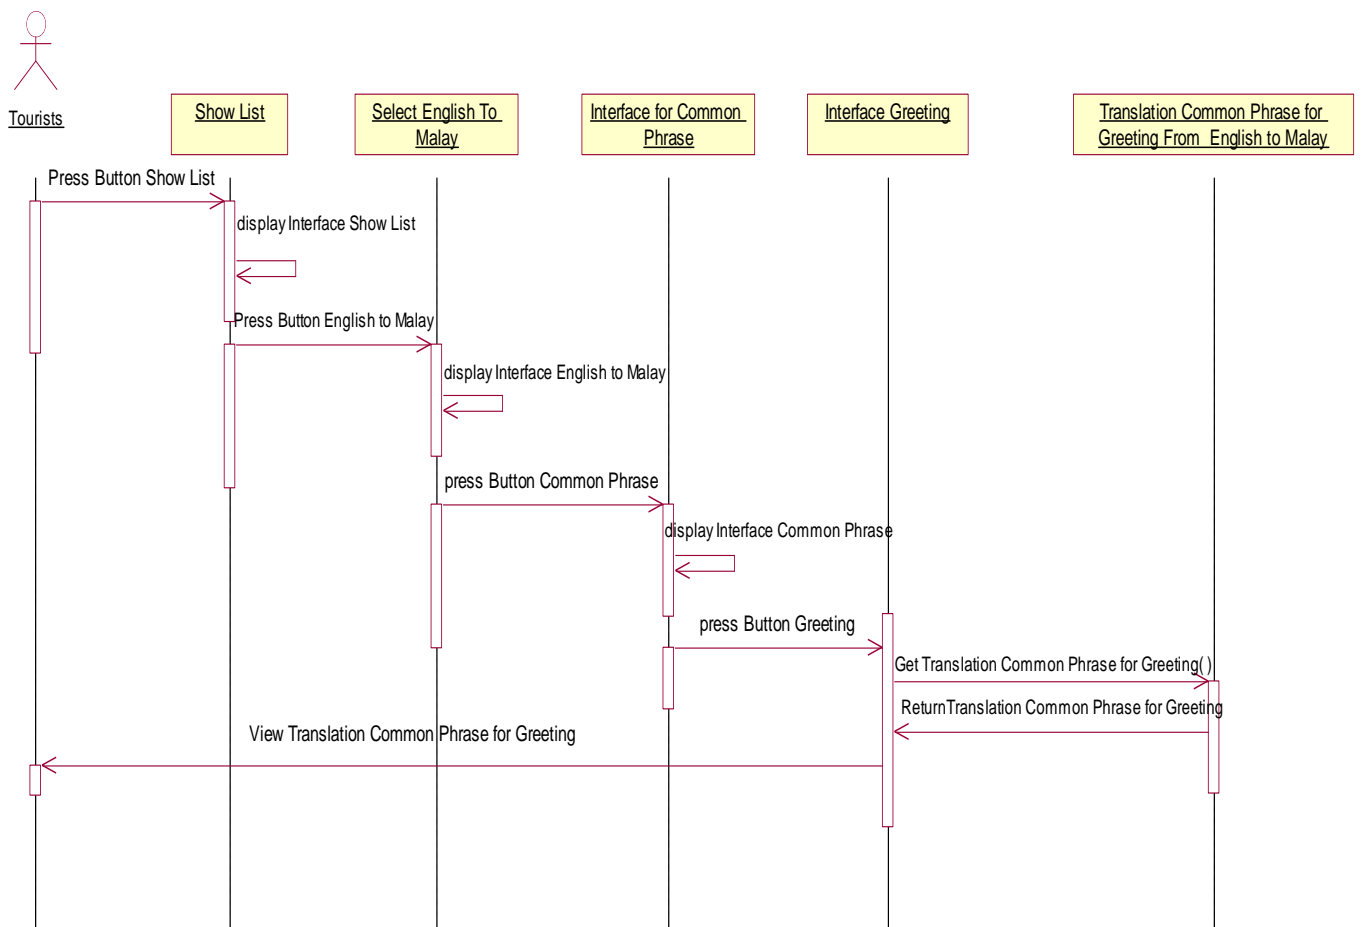 Tourists
Show List
Select English To
Malay
Interface for Common
Phrase
Interface Greeting
Translation Common Phrase for
Greeting From English to Malay
Press Button Show List
display Interface Show List
Press Button English to Malay
display Interface English to Malay
press Button Common Phrase
display Interface Common Phrase
press Button Greeting
Get Translation Common Phrase for Greeting( )
ReturnTranslation Common Phrase for Greeting
View Translation Common Phrase for Greeting